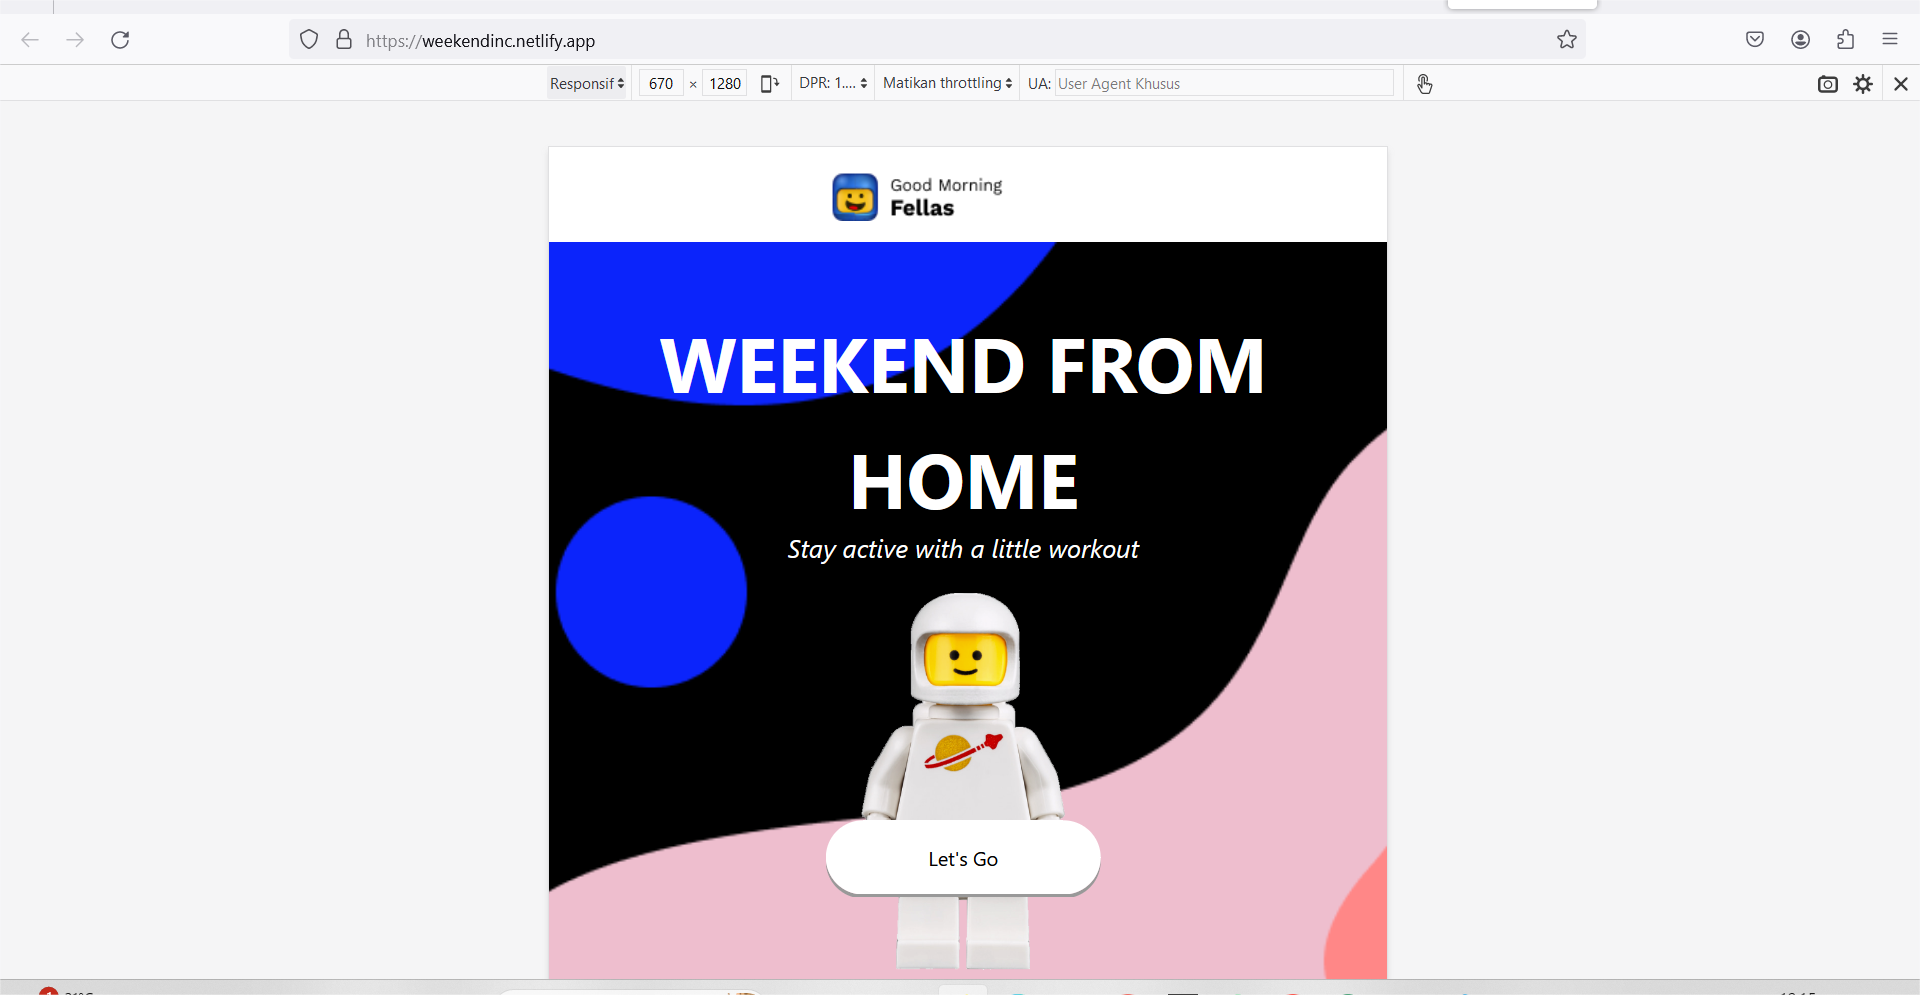 https://weekendinc.netlify.app
Responsif 670 × 1280 DPR: 1.... Matikan throttling UA: User Agent Khusus
Good Morning
Fellas
WEEKEND FROM
HOME
Stay active with a little workout
Let's Go